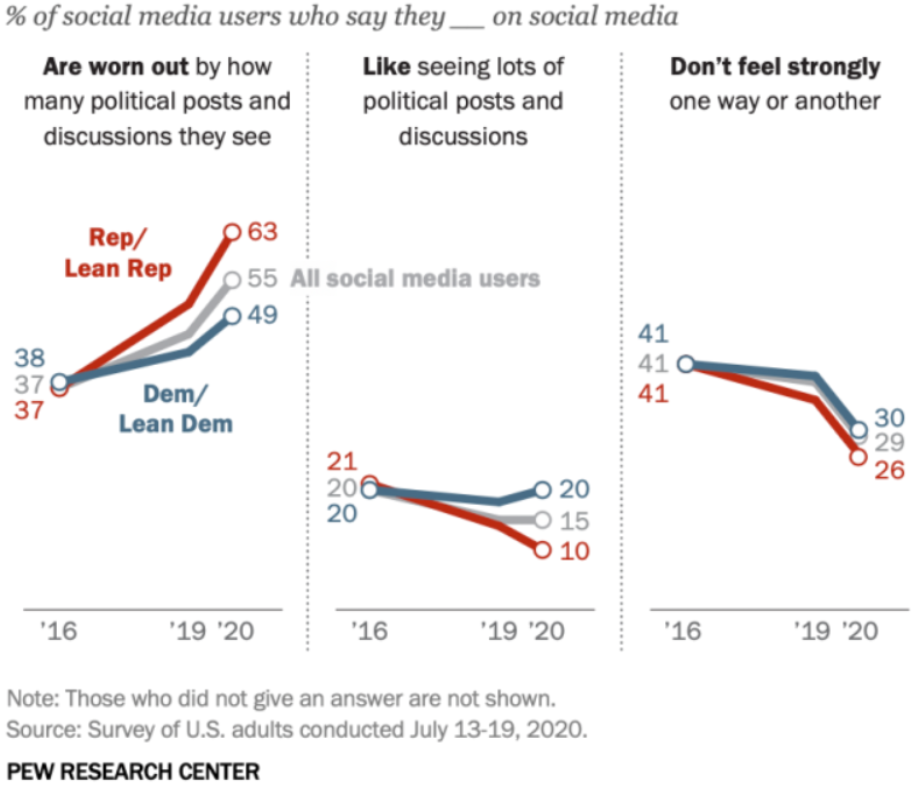 % of social media users who say they __ on social media
Are worn out by how
many political posts and
discussions they see
Like seeing lots of
political posts and
discussions
Don't feel strongly
one way or another
Rep/
Lean Rep
63
55 All social media users
49
38
37
37
Dem/
Lean Dem
21
20
20
20
15
10
41
41
41
30
29
26
'16 '19 '20
'16 '19 '20
'16 '19 '20
Note: Those who did not give an answer are not shown.
Source: Survey of U.S. adults conducted July 13-19, 2020.
PEW RESEARCH CENTER